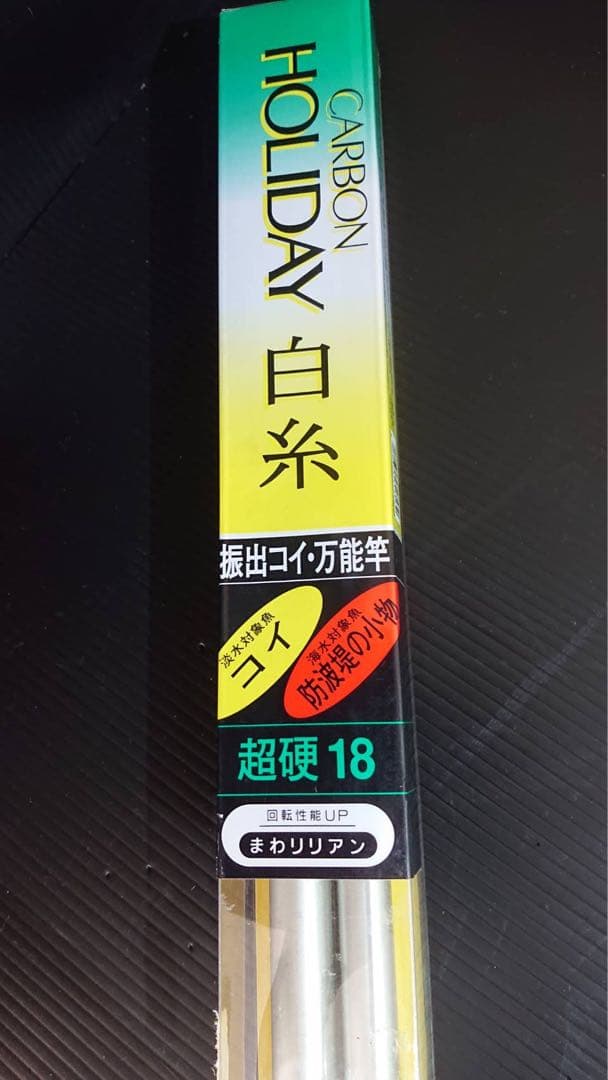 CARBON
HOLIDAY 白糸
振出コイ・万能竿
淡水対象魚
コイ
海水対象魚
防波堤の小物
超硬 18
回転性能UP
まわリリアン